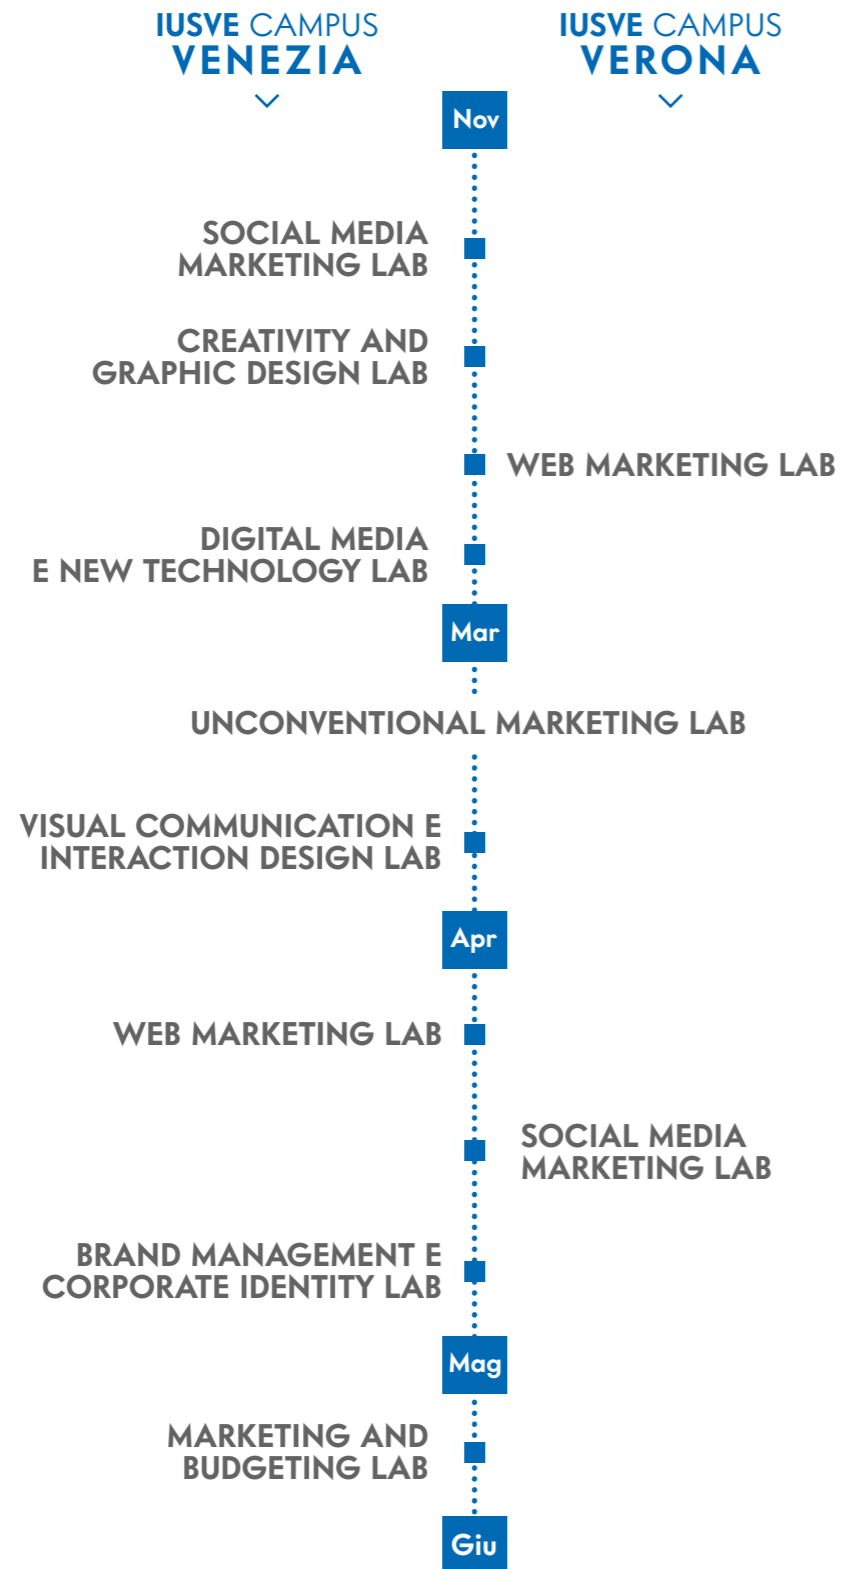 IUSVE CAMPUS
VENEZIA
IUSVE CAMPUS
VERONA
Nov
SOCIAL MEDIA
MARKETING LAB
CREATIVITY AND
GRAPHIC DESIGN LAB
WEB MARKETING LAB
DIGITAL MEDIA
E NEW TECHNOLOGY LAB
Mar
UNCONVENTIONAL MARKETING LAB
VISUAL COMMUNICATION E
INTERACTION DESIGN LAB
Apr
WEB MARKETING LAB
SOCIAL MEDIA
MARKETING LAB
BRAND MANAGEMENT E
CORPORATE IDENTITY LAB
Mag
MARKETING AND
BUDGETING LAB
Giu